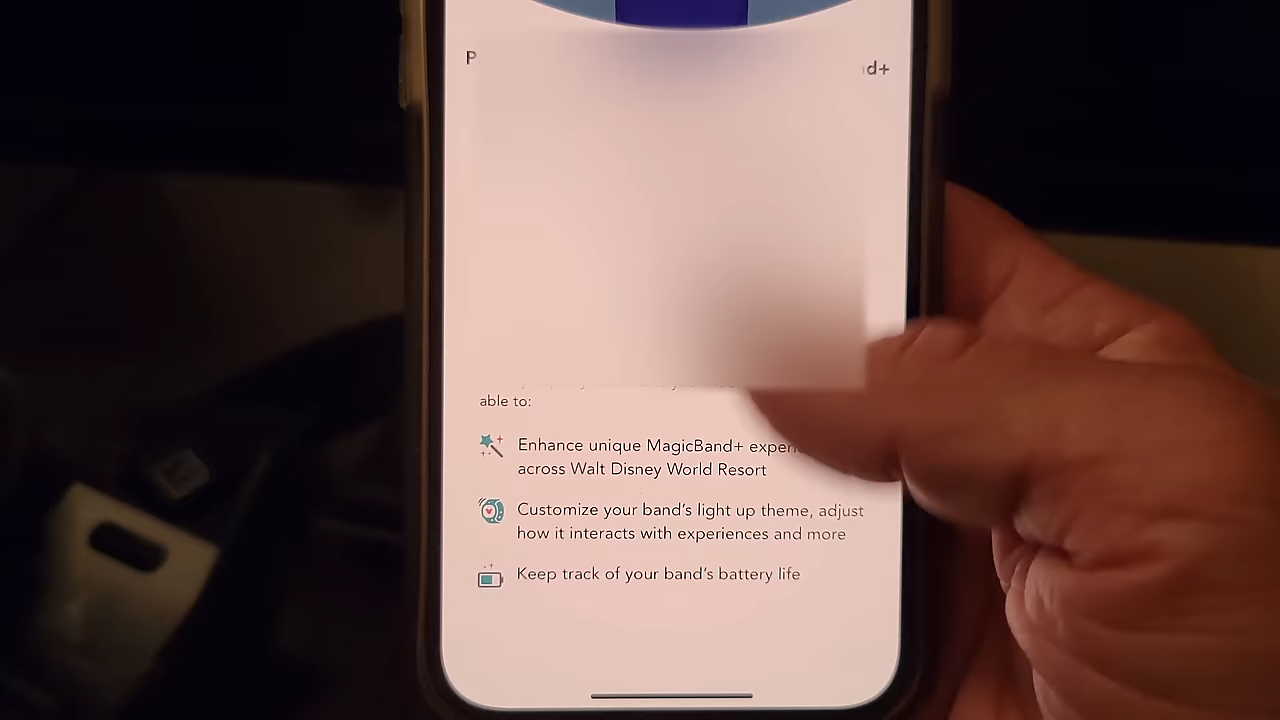 P d+
able to:
Enhance unique MagicBand+
across Walt Disney World Resort
Customize your band's light up theme, adjust
how it interacts with experiences and more
Keep track of your band's battery life